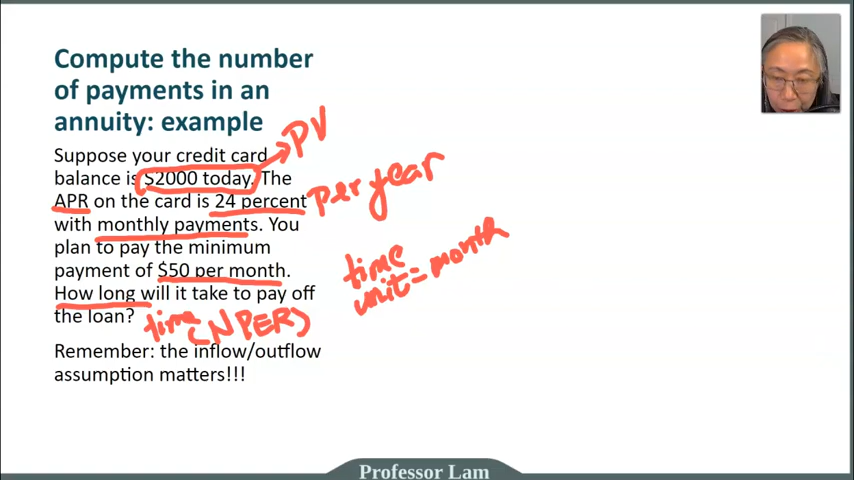 Compute the number
of payments in an
annuity: example
Suppose your credit card
balance is $2000 today. The
APR on the card is 24 percent
with monthly payments. You
plan to pay the minimum
payment of $50 per month.
How long will it take to pay off
the loan?
Remember: the inflow/outflow
assumption matters!!!
PV
per year
time
unit = month
time
(NPER)
Professor Lam